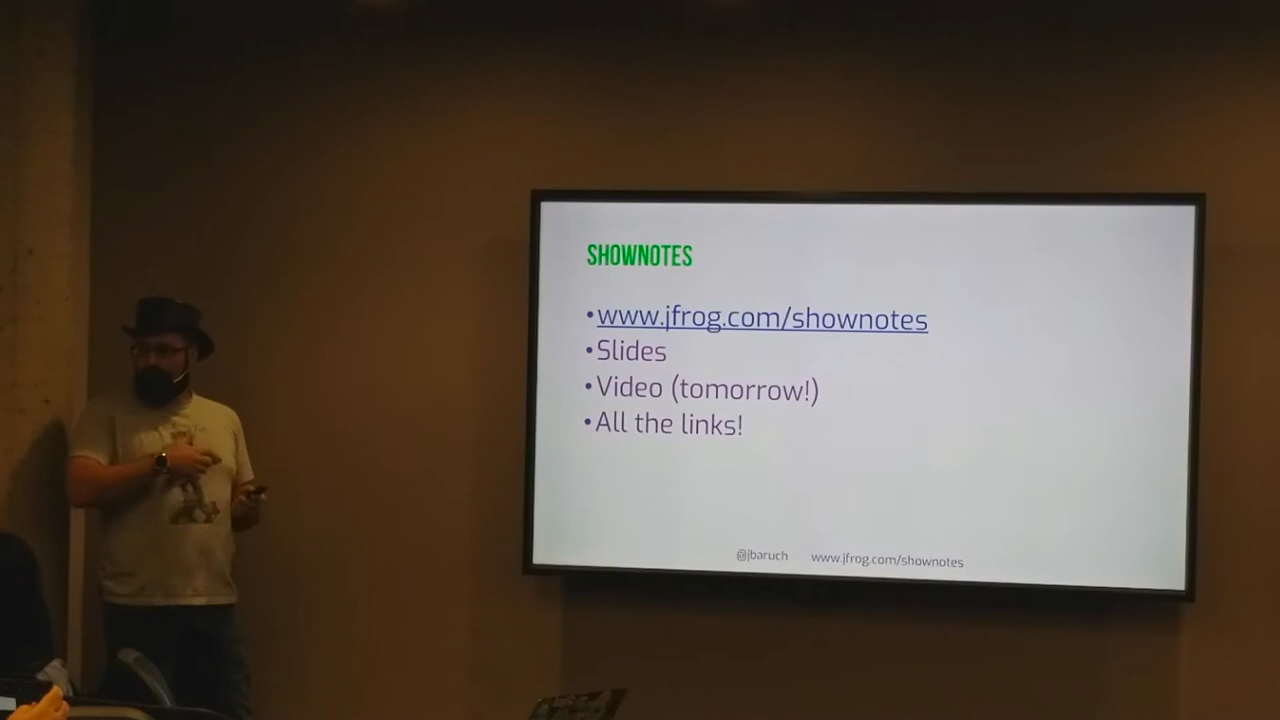 SHOWNOTES
•www.jfrog.com/shownotes
•Slides
•Video (tomorrow!)
•All the links!
@jbaruch www.jfrog.com/shownotes